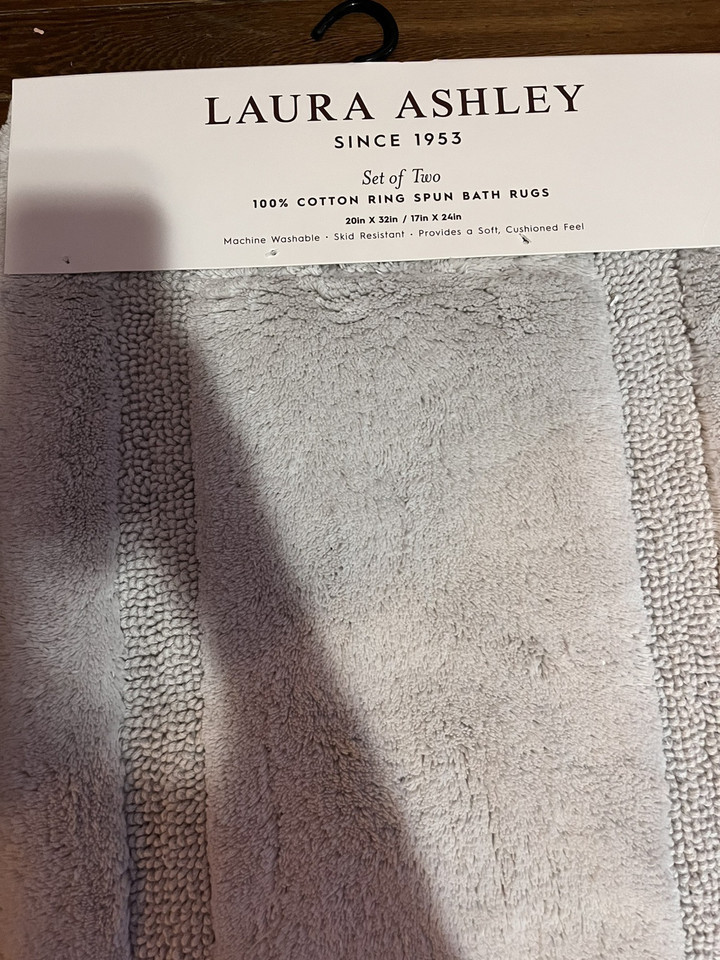 LAURA ASHLEY
SINCE 1953
Set of Two
100% COTTON RING SPUN BATH RUGS
20in X 32in / 17in X 24in
Machine Washable • Skid Resistant • Provides a Soft, Cushioned Feel